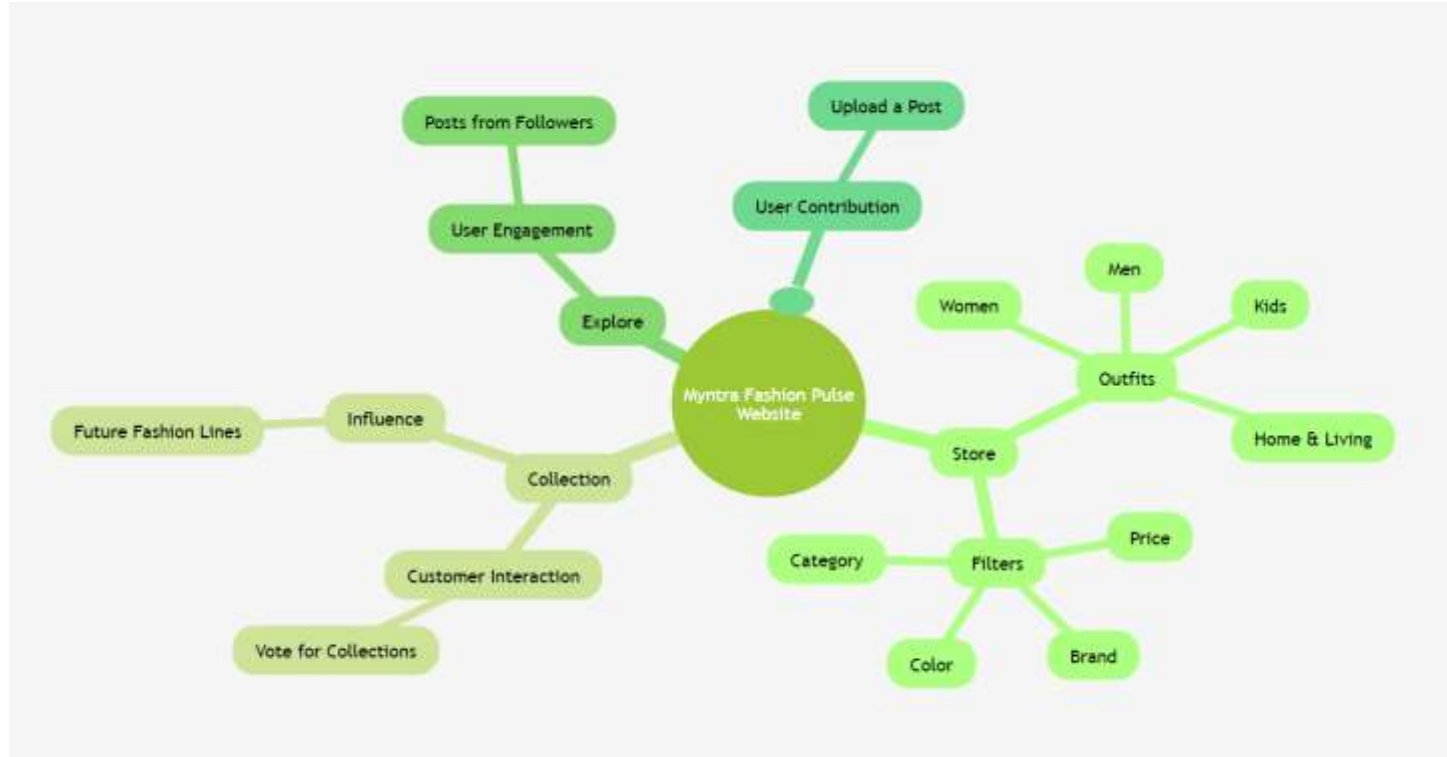 Upload a Post
Posts from Followers
User Contribution
User Engagement
Men
Women
Kids
Explore
Outfits
Myntra Fashion Pulse
Website
Influence
Future Fashion Lines
Home & Living
Store
Collection
Price
Category
Filters
Customer Interaction
Vote for Collections
Brand
Color